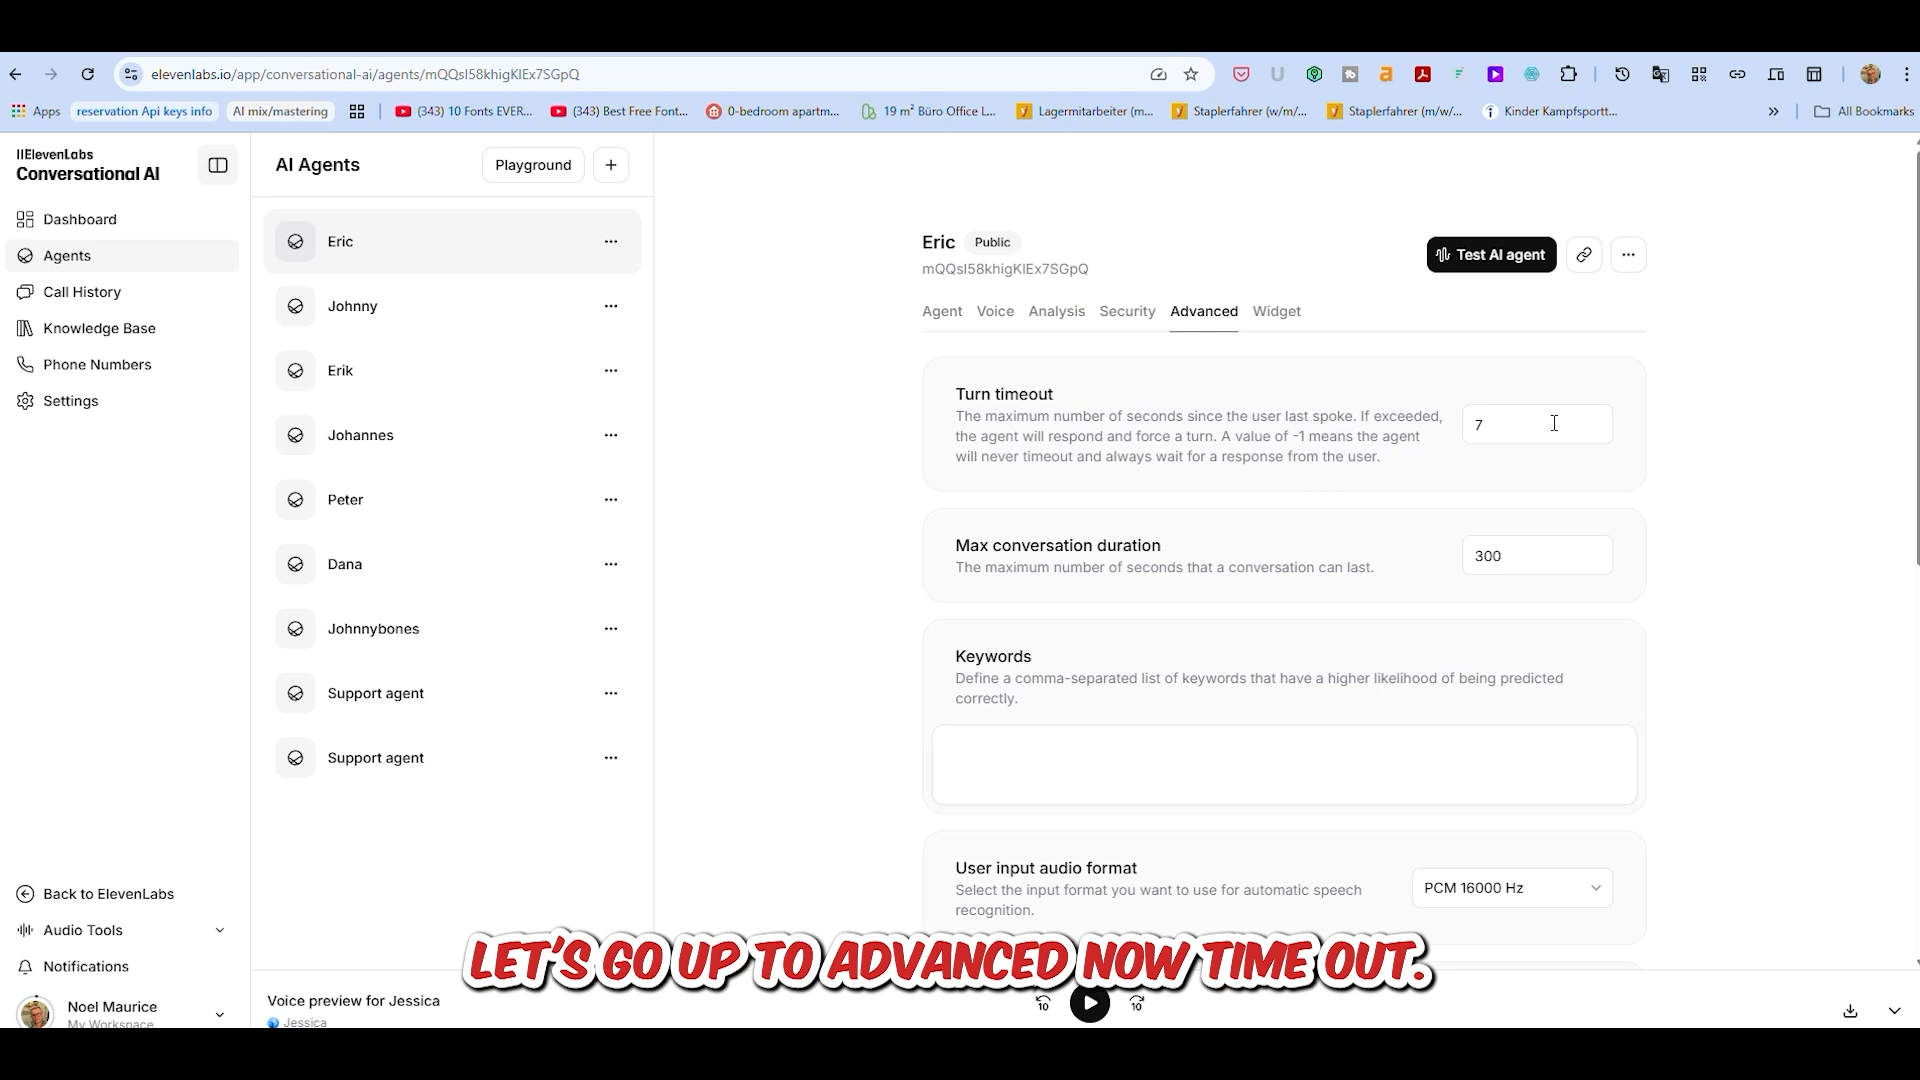 elevenlabs.io/app/conversational-ai/agents/mQQsI58khigKlEx7SGpQ
Apps
reservation Api keys info
AI mix/mastering
(343) 10 Fonts EVER...
(343) Best Free Font...
0-bedroom apartm...
19 m² Büro Office L...
Lagermitarbeiter (m...
Staplerfahrer (w/m/...
Staplerfahrer (m/w/...
Kinder Kampfsportt...
All Bookmarks
IIElevenLabs
Conversational AI
Dashboard
Agents
Call History
Knowledge Base
Phone Numbers
Settings
Back to ElevenLabs
Audio Tools
Notifications
Noel Maurice
My Workspace
AI Agents
Playground
Eric
Johnny
Erik
Johannes
Peter
Dana
Johnnybones
Support agent
Support agent
Eric
Public
mQQsI58khigKlEx7SGpQ
Test AI agent
Agent
Voice
Analysis
Security
Advanced
Widget
Turn timeout
The maximum number of seconds since the user last spoke. If exceeded,
the agent will respond and force a turn. A value of -1 means the agent
will never timeout and always wait for a response from the user.
7
Max conversation duration
The maximum number of seconds that a conversation can last.
300
Keywords
Define a comma-separated list of keywords that have a higher likelihood of being predicted
correctly.
User input audio format
Select the input format you want to use for automatic speech
recognition.
PCM 16000 Hz
LET'S GO UP TO ADVANCED NOW TIME OUT.
Voice preview for Jessica
Jessica
10
10